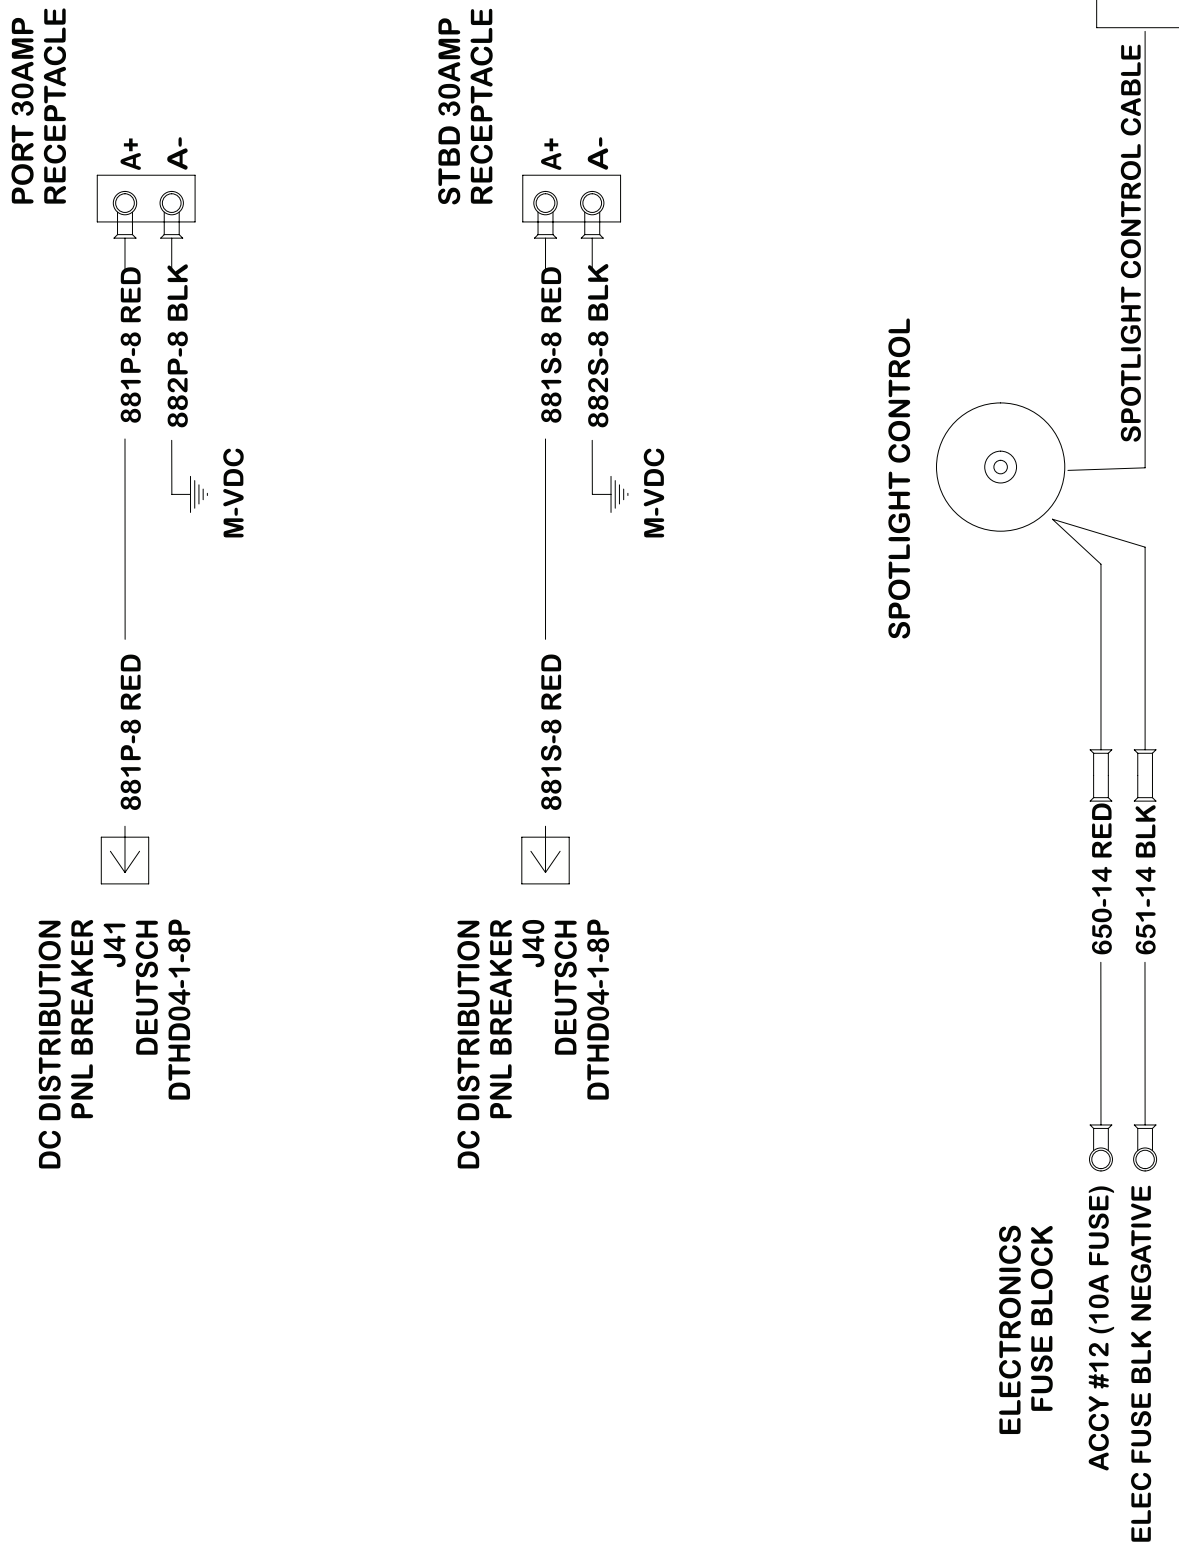 PORT 30AMP
RECEPTACLE
A+
A-
881P-8 RED
882P-8 BLK
M-VDC
881P-8 RED
DC DISTRIBUTION
PNL BREAKER
J41
DEUTSCH
DTHD04-1-8P
STBD 30AMP
RECEPTACLE
A+
A-
881S-8 RED
882S-8 BLK
M-VDC
881S-8 RED
DC DISTRIBUTION
PNL BREAKER
J40
DEUTSCH
DTHD04-1-8P
SPOTLIGHT CONTROL
SPOTLIGHT CONTROL CABLE
650-14 RED
651-14 BLK
ELECTRONICS
FUSE BLOCK
ACCY #12 (10A FUSE)
ELEC FUSE BLK NEGATIVE